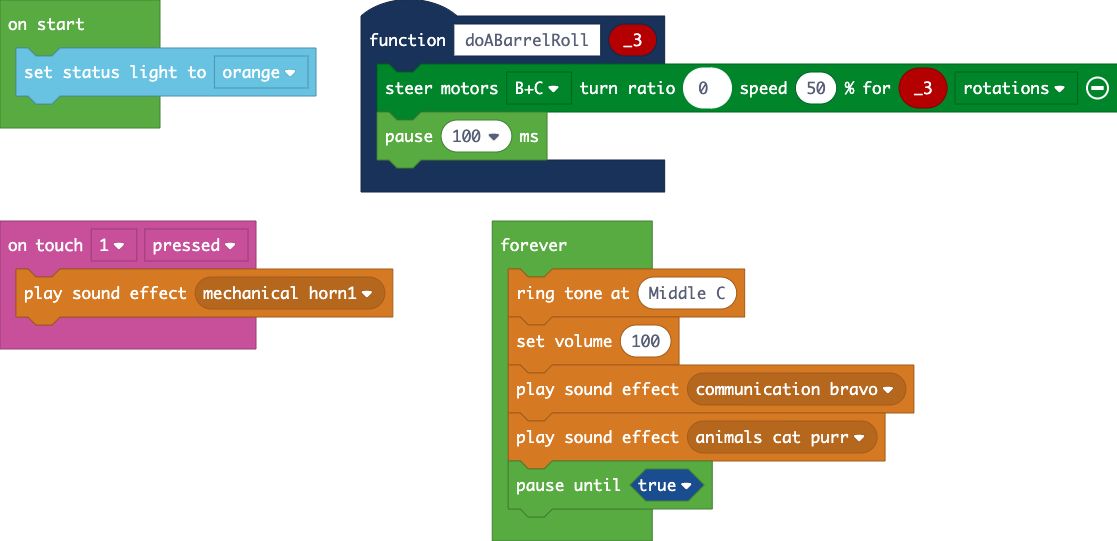 on start
set status light to orange
function doABarrelRoll _3
steer motors B+C turn ratio 0 speed 50 % for _3 rotations
pause 100 ms
on touch 1 pressed
play sound effect mechanical horn1
forever
ring tone at Middle C
set volume 100
play sound effect communication bravo
play sound effect animals cat purr
pause until true